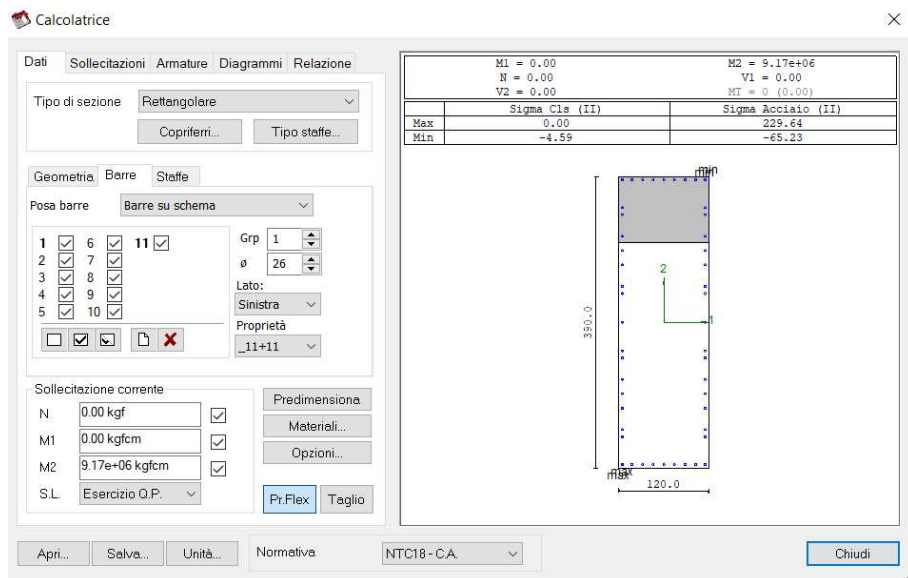 Calcolatrice
Dati Sollecitazioni Armature Diagrammi Relazione
Tipo di sezione Rettangolare
Copriferri... Tipo staffe...
Geometria Barre Staffe
Posa barre Barre su schema
1 6 11
2 7
3 8
4 9
5 10
Grp 1
ø 26
Lato:
Sinistra
Proprietà
_11+11
Sollecitazione corrente
N 0.00 kgf
M1 0.00 kgfcm
M2 9.17e+06 kgfcm
S.L. Esercizio Q.P.
Predimensiona
Materiali...
Opzioni...
Pr.Flex Taglio
M1 = 0.00 M2 = 9.17e+06
N = 0.00 V1 = 0.00
V2 = 0.00 MT = 0 (0.00)
Sigma Cls (II) Sigma Acciaio (II)
Max 0.00 229.64
Min -4.59 -65.23
min
min
2
1
390.0
max
max
120.0
Apri... Salva... Unità... Normativa NTC18 - C.A. Chiudi